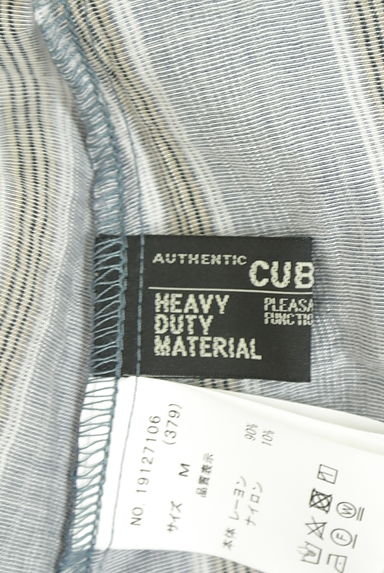 AUTHENTIC CUB
HEAVY
DUTY
MATERIAL
PLEASA
FUNCTIO
NO. 19127106
(379)
サイズ M
品質表示
本体 レーヨン 90%
ナイロン 10%